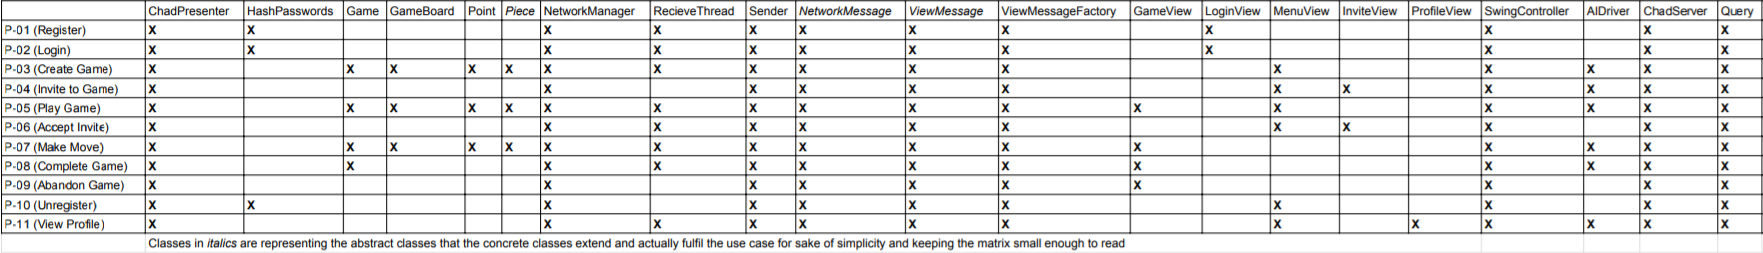 ChadPresenter HashPasswords Game GameBoard Point Piece NetworkManager RecieveThread Sender NetworkMessage ViewMessage ViewMessageFactory GameView LoginView MenuView InviteView ProfileView SwingController AIDriver ChadServer Query
P-01 (Register) X X X X X X X X X X X X
P-02 (Login) X X X X X X X X X X X X
P-03 (Create Game) X X X X X X X X X X X X X X X X
P-04 (Invite to Game) X X X X X X X X X X X X
P-05 (Play Game) X X X X X X X X X X X X X X X X X
P-06 (Accept Invite) X X X X X X X X X X X X
P-07 (Make Move) X X X X X X X X X X X X X X X
P-08 (Complete Game) X X X X X X X X X X X X X
P-09 (Abandon Game) X X X X X X X X X X
P-10 (Unregister) X X X X X X X X X X X
P-11 (View Profile) X X X X X X X X X X X X X
Classes in italics are representing the abstract classes that the concrete classes extend and actually fulfil the use case for sake of simplicity and keeping the matrix small enough to read